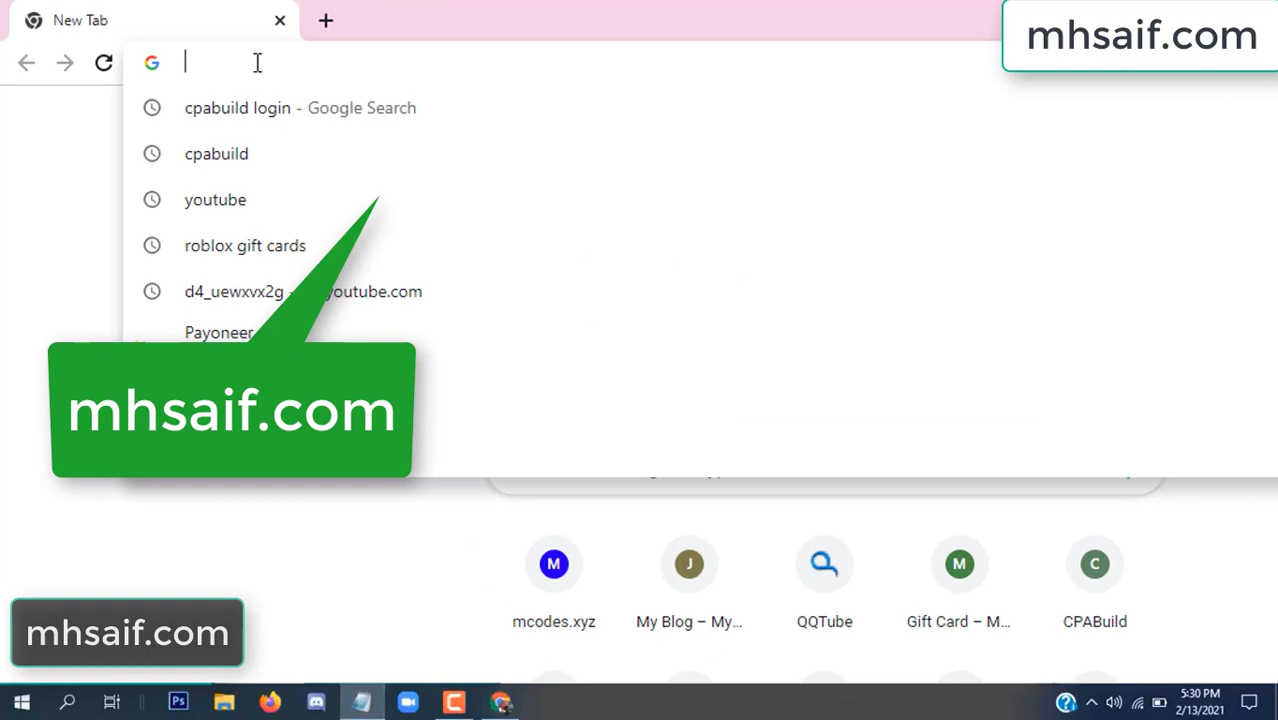 New Tab
mhsaif.com
cpabuild login - Google Search
cpabuild
youtube
roblox gift cards
d4_uewxvx2g - youtube.com
Payoneer
mhsaif.com
M
J
M
C
mcodes.xyz
My Blog – My...
QQTube
Gift Card – M...
CPABuild
mhsaif.com
Ps
5:30 PM
2/13/2021